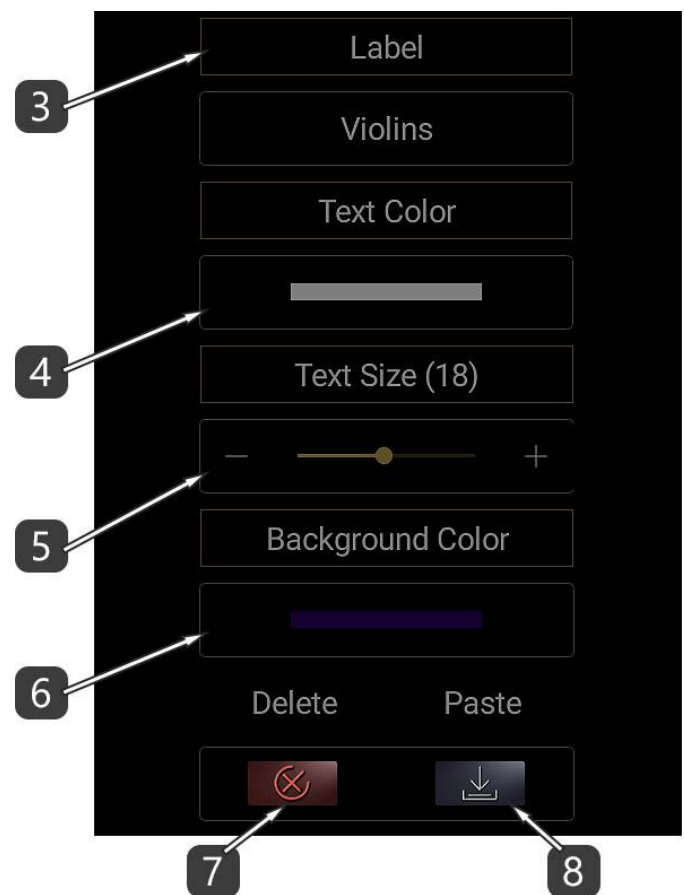 Label
3
Violins
Text Color
4
Text Size (18)
5
Background Color
6
Delete Paste
7 8